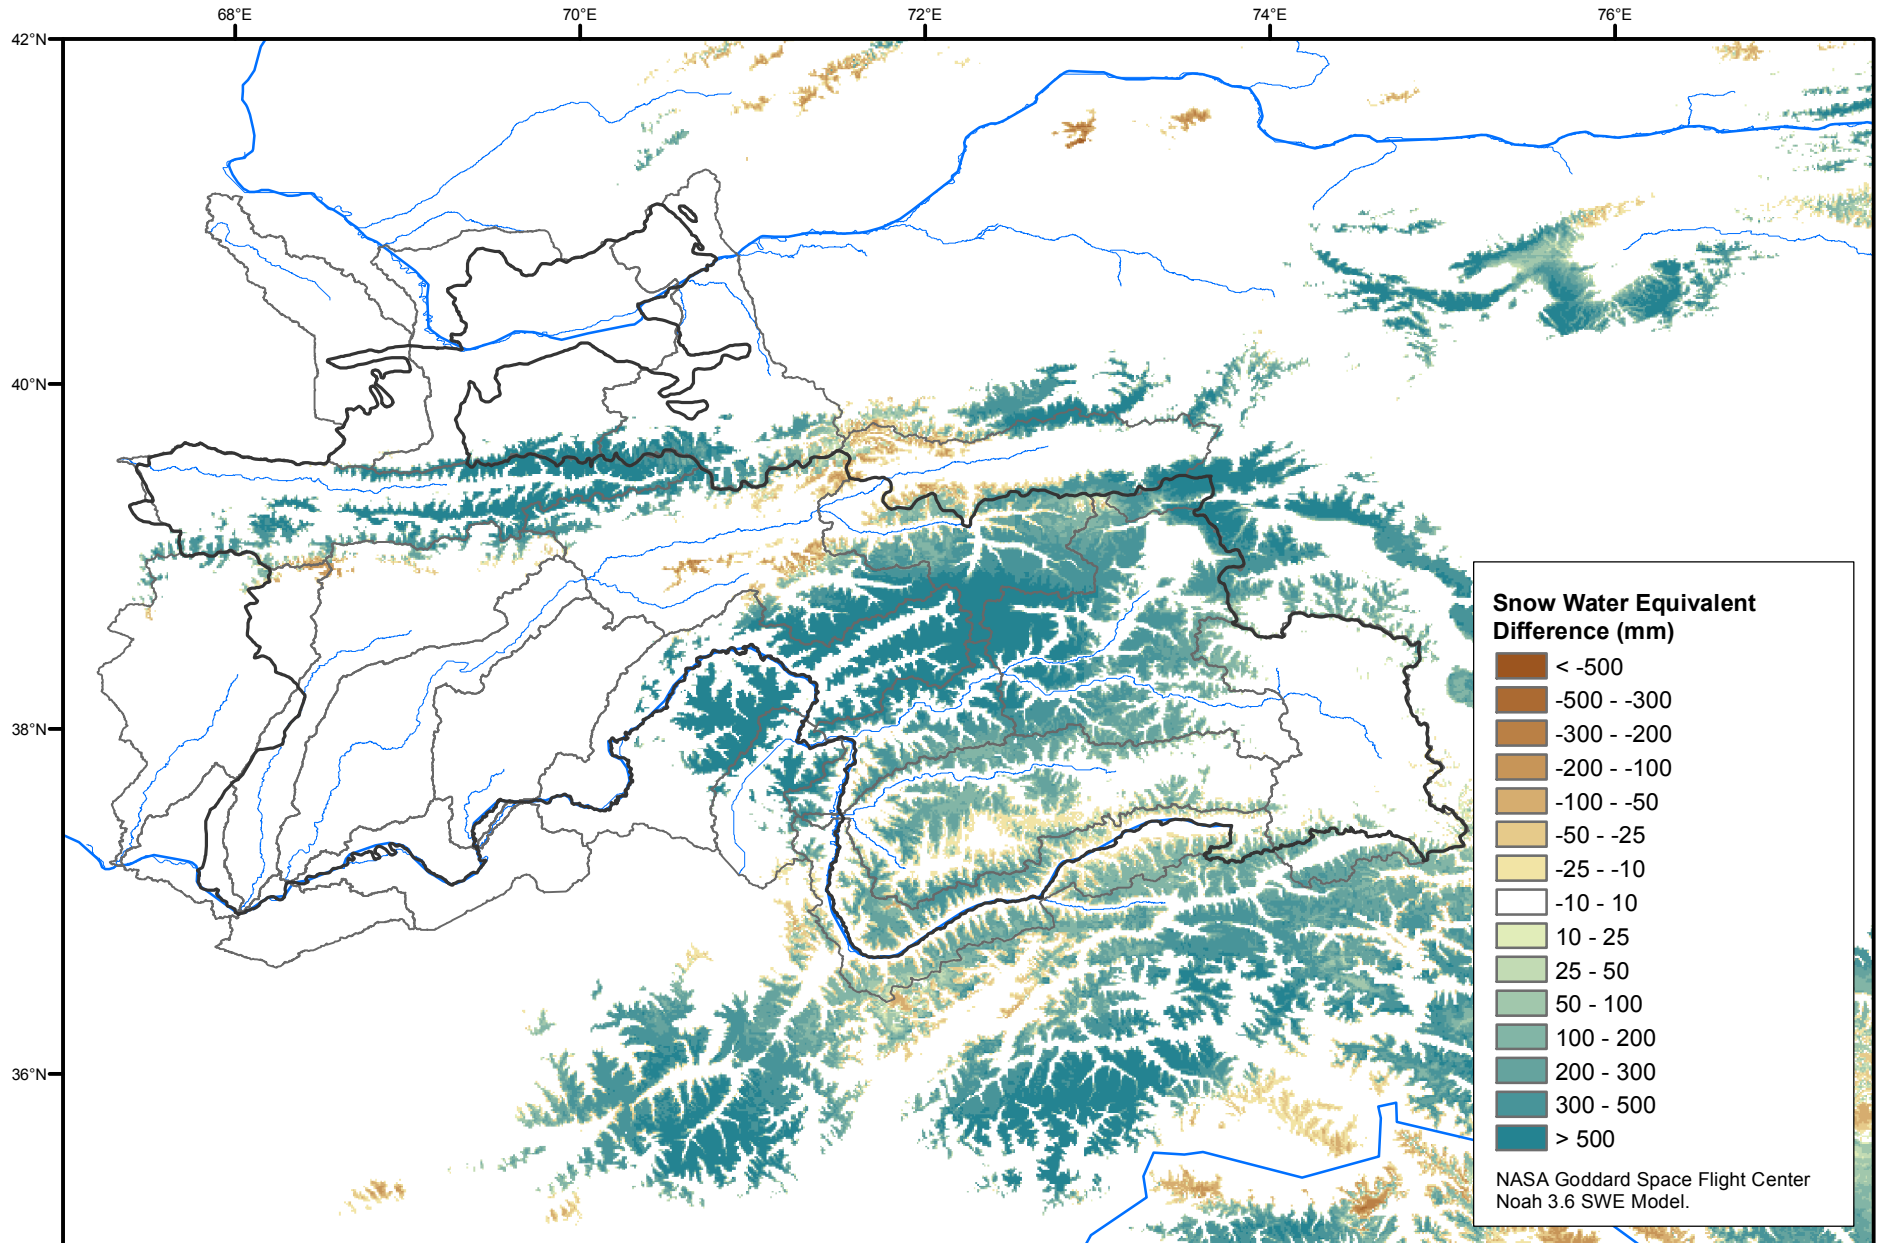 68°E 70°E 72°E 74°E 76°E
42°N
40°N
38°N
36°N
Snow Water Equivalent
Difference (mm)
< -500
-500 - -300
-300 - -200
-200 - -100
-100 - -50
-50 - -25
-25 - -10
-10 - 10
10 - 25
25 - 50
50 - 100
100 - 200
200 - 300
300 - 500
> 500
NASA Goddard Space Flight Center
Noah 3.6 SWE Model.